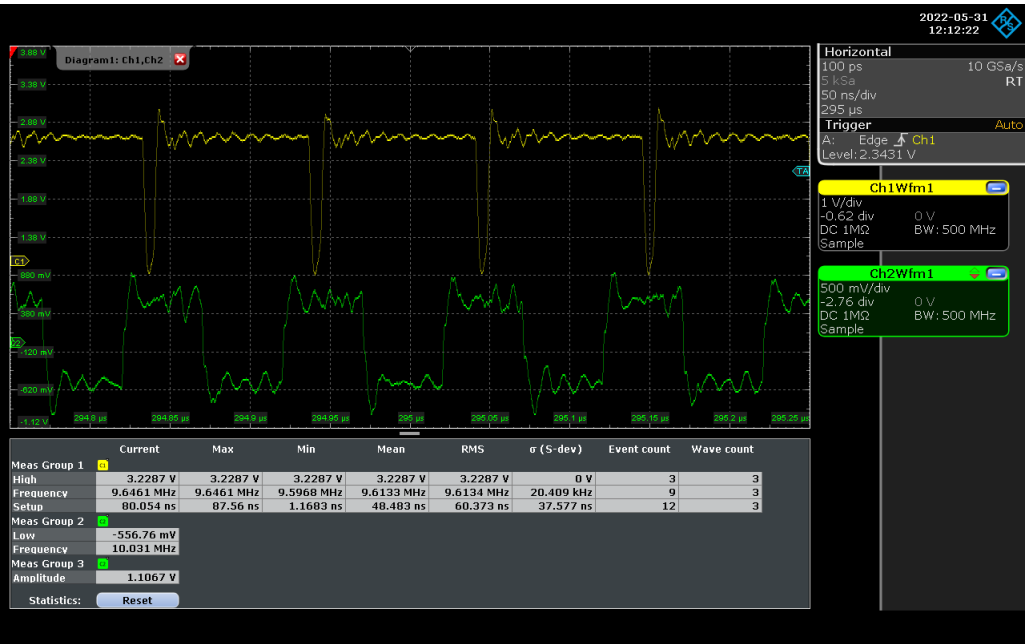 2022-05-31
12:12:22
Diagram1: Ch1,Ch2
3.88 V
3.38 V
2.88 V
2.38 V
1.88 V
1.38 V
C1
880 mV
380 mV
-120 mV
-620 mV
-1.12 V
294.8 µs 294.85 µs 294.9 µs 294.95 µs 295 µs 295.05 µs 295.1 µs 295.15 µs 295.2 µs 295.25 µs
TA
Horizontal
100 ps 10 GSa/s
5 kSa RT
50 ns/div
295 µs
Trigger Auto
A: Edge Ch1
Level: 2.3431 V
Ch1Wfm1
1 V/div
-0.62 div 0 V
DC 1MΩ BW: 500 MHz
Sample
Ch2Wfm1
500 mV/div
-2.76 div 0 V
DC 1MΩ BW: 500 MHz
Sample
Current Max Min Mean RMS σ (S-dev) Event count Wave count
Meas Group 1
High 3.2287 V 3.2287 V 3.2287 V 3.2287 V 3.2287 V 0 V 3 3
Frequency 9.6461 MHz 9.6461 MHz 9.5968 MHz 9.6133 MHz 9.6134 MHz 20.409 kHz 9 3
Setup 80.054 ns 87.56 ns 1.1683 ns 48.483 ns 60.373 ns 37.577 ns 12 3
Meas Group 2
Low -556.76 mV
Frequency 10.031 MHz
Meas Group 3
Amplitude 1.1067 V
Statistics: Reset